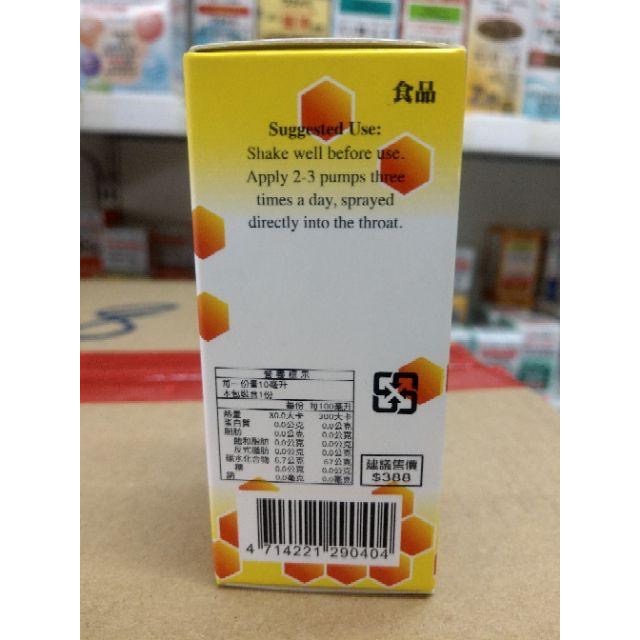 食品
Suggested Use:
Shake well before use.
Apply 2-3 pumps three
times a day, sprayed
directly into the throat.
營養標示
每一份量10毫升
本包裝含1份
每份 每100毫升
熱量 30.0大卡 300大卡
蛋白質 0.0公克 0.0公克
脂肪 0.0公克 0.0公克
飽和脂肪 0.0公克 0.0公克
反式脂肪 0.0公克 0.0公克
碳水化合物 6.7公克 67公克
糖 0.0公克 0.0公克
鈉 0.0毫克 0.0毫克
建議售價
$388
4 714221 290404